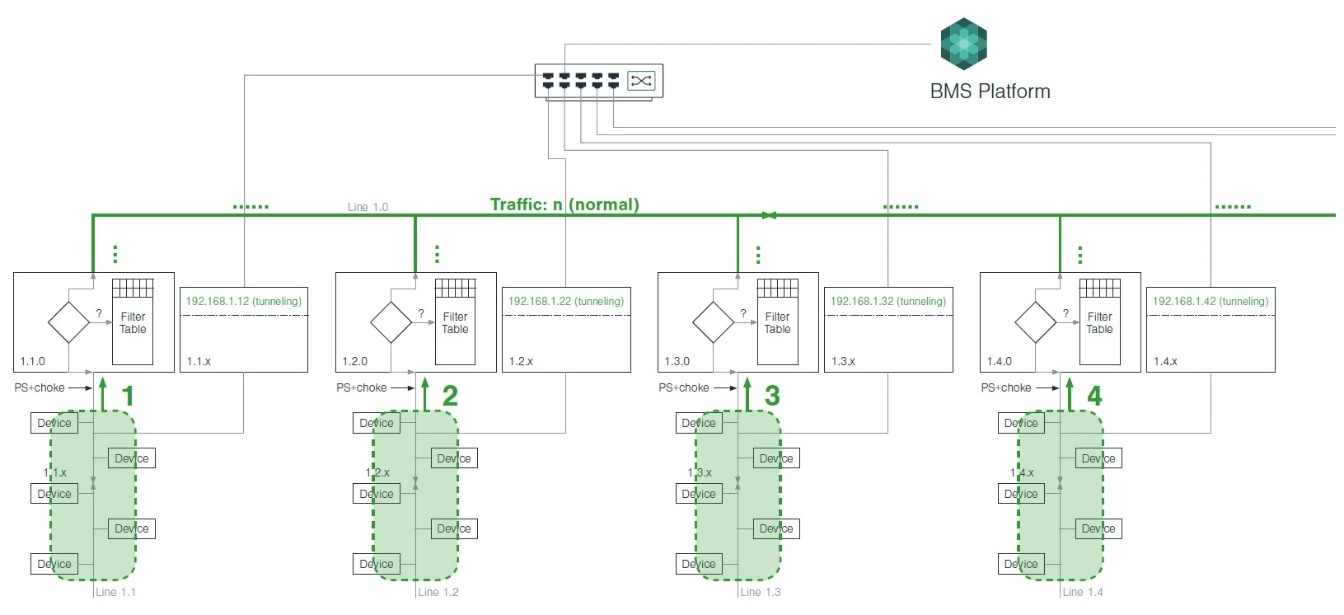 BMS Platform
Line 1.0
Traffic: n (normal)
192.168.1.12 (tunneling)
192.168.1.22 (tunneling)
192.168.1.32 (tunneling)
192.168.1.42 (tunneling)
?
Filter
Table
?
Filter
Table
?
Filter
Table
?
Filter
Table
1.1.0
1.1.x
1.2.0
1.2.x
1.3.0
1.3.x
1.4.0
1.4.x
PS+choke
1
PS+choke
2
PS+choke
3
PS+choke
4
Device
Device
Device
Device
Device
Device
Device
Device
1.1.x
1.2.x
1.3.x
1.4.x
Device
Device
Device
Device
Device
Device
Device
Device
Device
Device
Device
Device
Line 1.1
Line 1.2
Line 1.3
Line 1.4